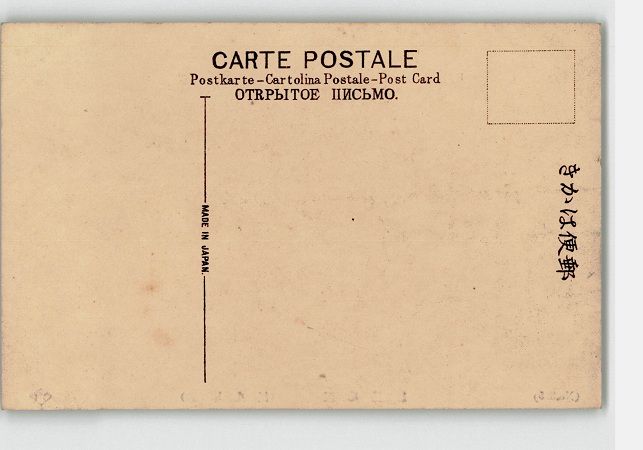 CARTE POSTALE
Postkarte–Cartolina Postale–Post Card
ОТКРЫТОЕ ПИСЬМО.
MADE IN JAPAN.
郵便はかき